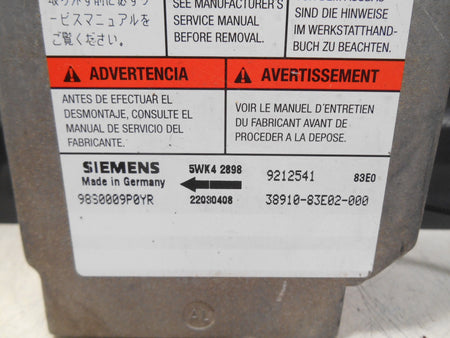 ービスマニュアルを
ご覧ください。
SEE MANUFACTURER'S
SERVICE MANUAL
BEFORE REMOVAL.
SIND DIE HINWEISE
IM WERKSTATTHAND-
BUCH ZU BEACHTEN.
ADVERTENCIA
ANTES DE EFECTUAR EL
DESMONTAJE, CONSULTE EL
MANUAL DE SERVICIO DEL
FABRICANTE.
AVERTISSEMENT
VOIR LE MANUEL D'ENTRETIEN
DU FABRICANT AVANT DE
PROCEDER A LA DEPOSE.
SIEMENS 5WK4 2898 9212541 83E0
Made in Germany
98S0009P0YR 22030408 38910-83E02-000
AL